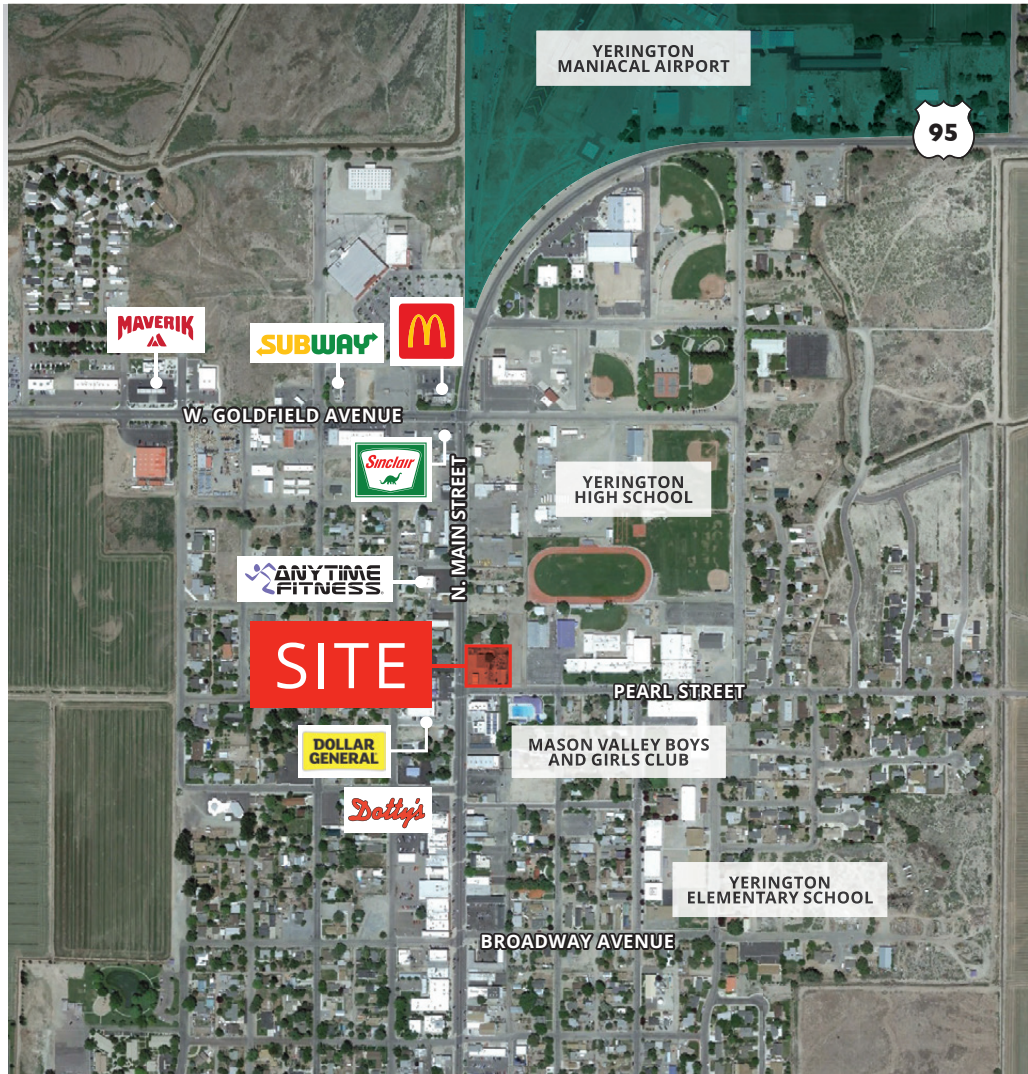 YERINGTON
MANIACAL AIRPORT
95
MAVERIK
SUBWAY
M
W. GOLDFIELD AVENUE
Sinclair
N. MAIN STREET
YERINGTON
HIGH SCHOOL
ANYTIME
FITNESS
SITE
PEARL STREET
DOLLAR
GENERAL
MASON VALLEY BOYS
AND GIRLS CLUB
Dotty's
YERINGTON
ELEMENTARY SCHOOL
BROADWAY AVENUE